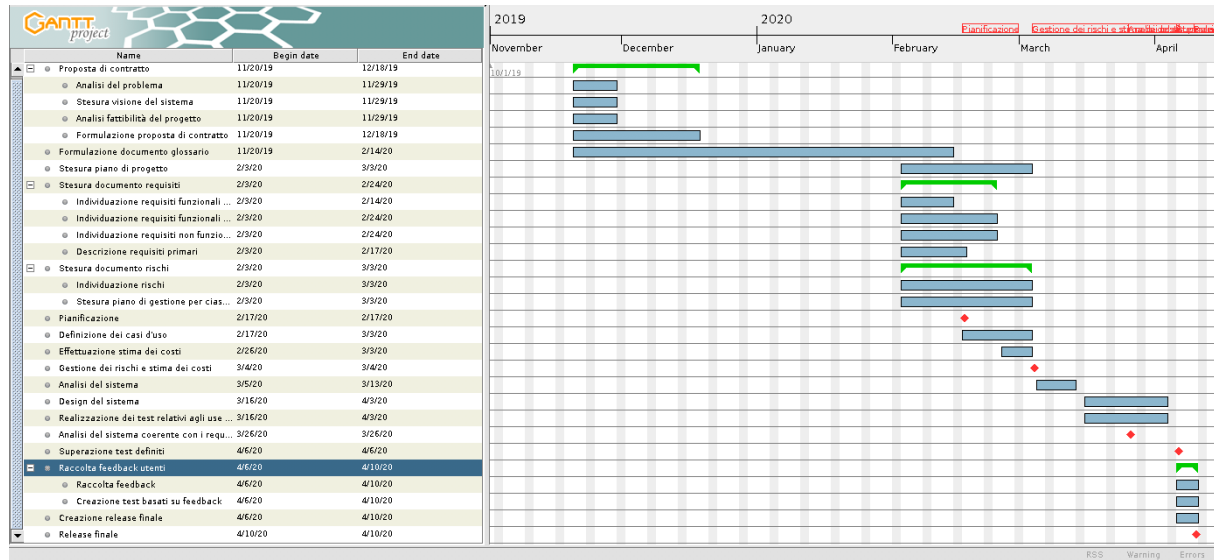 GANTT
project
2019 2020
Pianificazione Gestione dei rischi e
November December January February March April
Name Begin date End date
10/1/19
Proposta di contratto 11/20/19 12/18/19
Analisi del problema 11/20/19 11/29/19
Stesura visione del sistema 11/20/19 11/29/19
Analisi fattibilità del progetto 11/20/19 11/29/19
Formulazione proposta di contratto 11/20/19 12/18/19
Formulazione documento glossario 11/20/19 2/14/20
Stesura piano di progetto 2/3/20 3/3/20
Stesura documento requisiti 2/3/20 2/24/20
Individuazione requisiti funzionali ... 2/3/20 2/14/20
Individuazione requisiti funzionali ... 2/3/20 2/24/20
Individuazione requisiti non funzio... 2/3/20 2/24/20
Descrizione requisiti primari 2/3/20 2/17/20
Stesura documento rischi 2/3/20 3/3/20
Individuazione rischi 2/3/20 3/3/20
Stesura piano di gestione per cias... 2/3/20 3/3/20
Pianificazione 2/17/20 2/17/20
Definizione dei casi d'uso 2/17/20 3/3/20
Effettuazione stima dei costi 2/26/20 3/3/20
Gestione dei rischi e stima dei costi 3/4/20 3/4/20
Analisi del sistema 3/5/20 3/13/20
Design del sistema 3/16/20 4/3/20
Realizzazione dei test relativi agli use ... 3/16/20 4/3/20
Analisi del sistema coerente con i requ... 3/26/20 3/26/20
Superazione test definiti 4/6/20 4/6/20
Raccolta feedback utenti 4/6/20 4/10/20
Raccolta feedback 4/6/20 4/10/20
Creazione test basati su feedback 4/6/20 4/10/20
Creazione release finale 4/6/20 4/10/20
Release finale 4/10/20 4/10/20
RSS Warning Errors